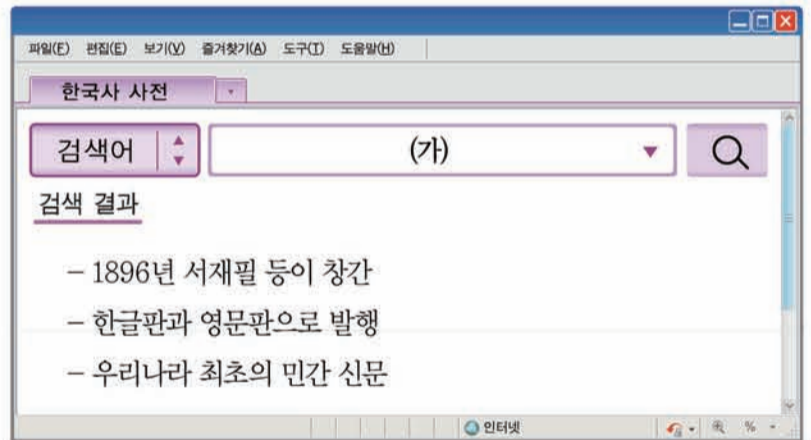 파일(F) 편집(E) 보기(V) 즐겨찾기(A) 도구(T) 도움말(H)
한국사 사전
검색어 (가)
검색 결과
- 1896년 서재필 등이 창간
- 한글판과 영문판으로 발행
- 우리나라 최초의 민간 신문
인터넷 %